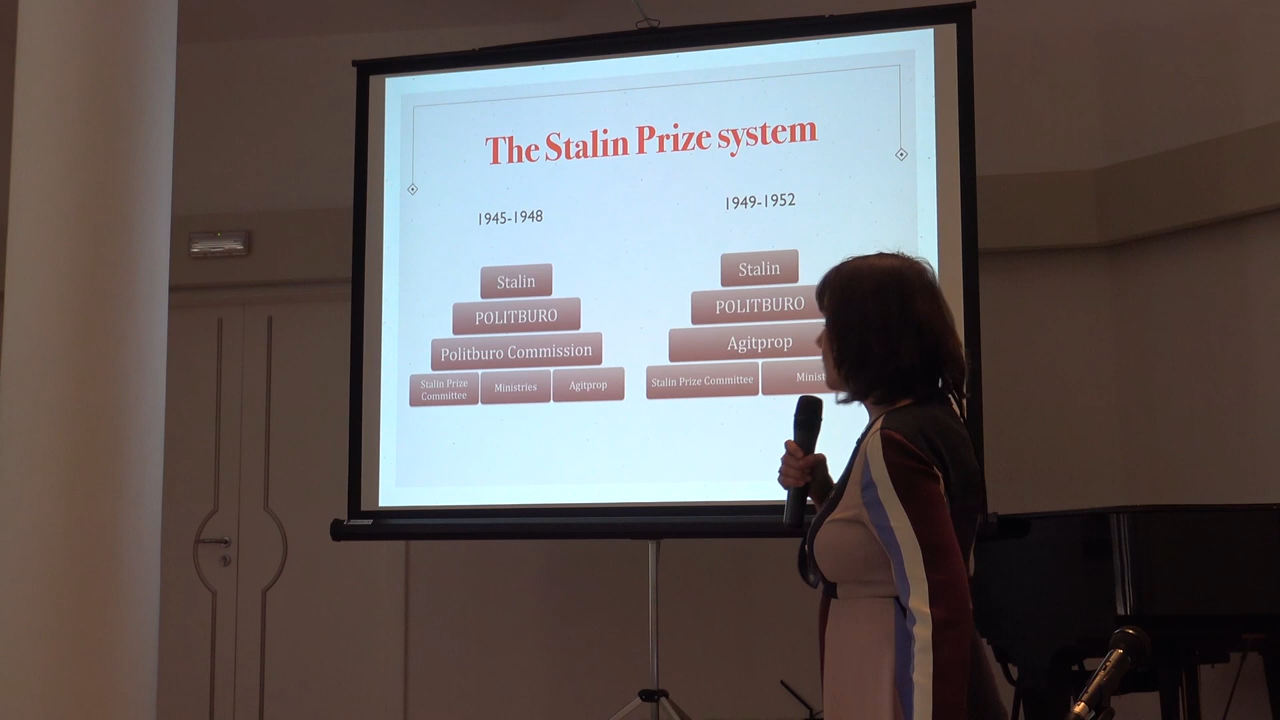 The Stalin Prize system
1945-1948
Stalin
POLITBURO
Politburo Commission
Stalin Prize
Committee
Ministries
Agitprop
1949-1952
Stalin
POLITBURO
Agitprop
Stalin Prize Committee